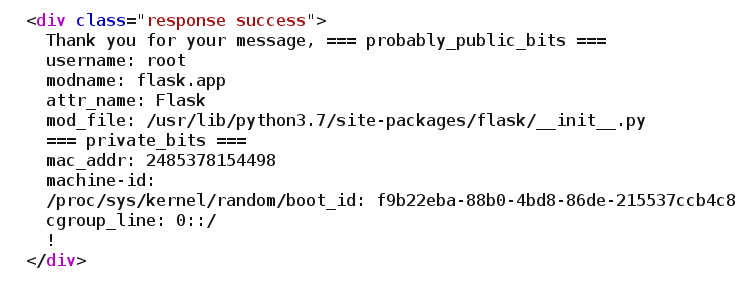 <div class="response success">
Thank you for your message, === probably_public_bits ===
username: root
modname: flask.app
attr_name: Flask
mod_file: /usr/lib/python3.7/site-packages/flask/__init__.py
=== private_bits ===
mac_addr: 2485378154498
machine-id:
/proc/sys/kernel/random/boot_id: f9b22eba-88b0-4bd8-86de-215537ccb4c8
cgroup_line: 0::/
!
</div>